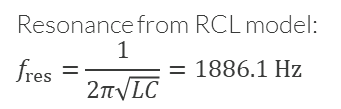 Resonance from RCL model:
f_res = 1 / (2π√LC) = 1886.1 Hz